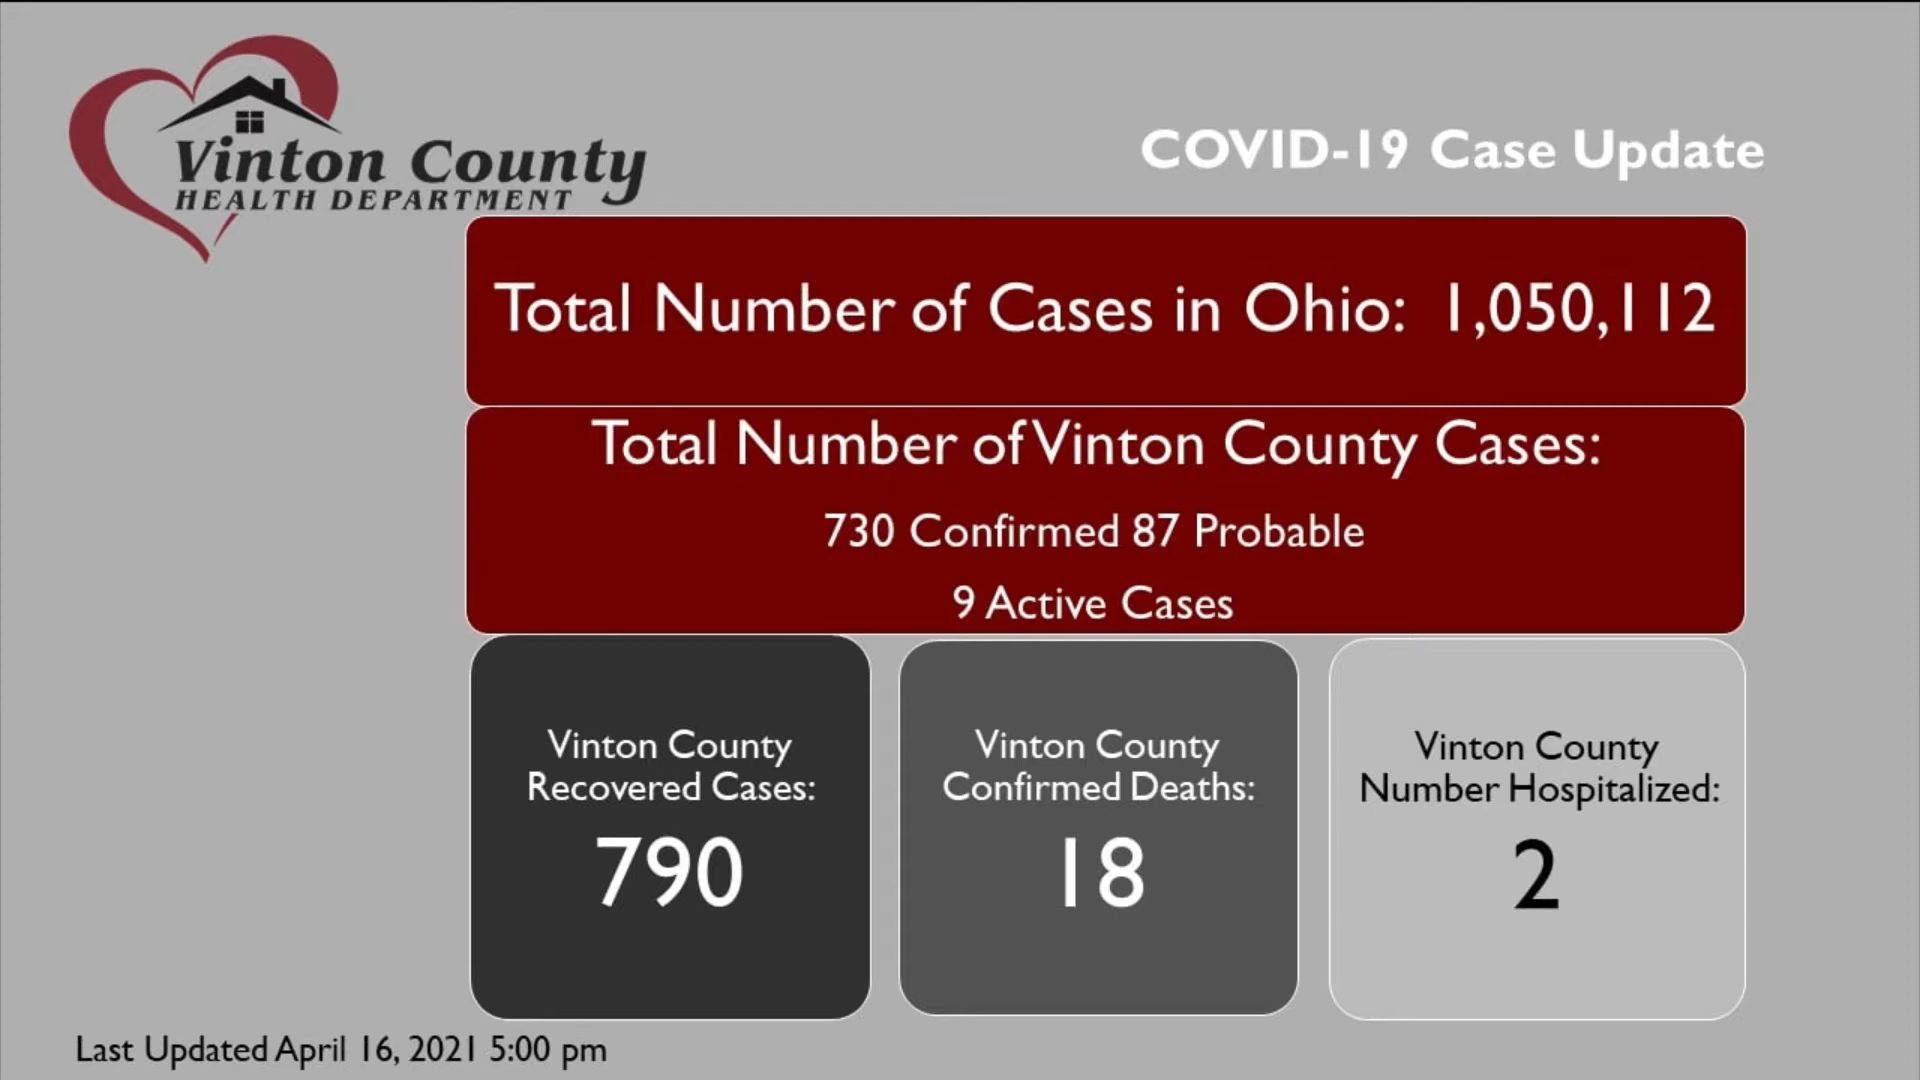 Vinton County
HEALTH DEPARTMENT
COVID-19 Case Update
Total Number of Cases in Ohio: 1,050,112
Total Number of Vinton County Cases:
730 Confirmed 87 Probable
9 Active Cases
Vinton County
Recovered Cases:
790
Vinton County
Confirmed Deaths:
18
Vinton County
Number Hospitalized:
2
Last Updated April 16, 2021 5:00 pm